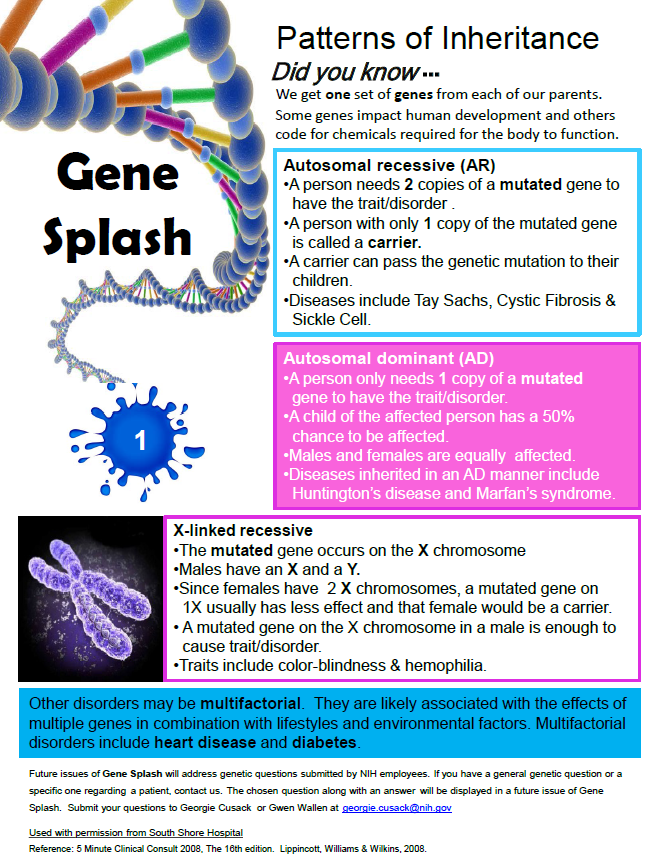 Patterns of Inheritance
Did you know ...
We get one set of genes from each of our parents.
Some genes impact human development and others
code for chemicals required for the body to function.
Gene
Splash
Autosomal recessive (AR)
•A person needs 2 copies of a mutated gene to
have the trait/disorder .
•A person with only 1 copy of the mutated gene
is called a carrier.
•A carrier can pass the genetic mutation to their
children.
•Diseases include Tay Sachs, Cystic Fibrosis &
Sickle Cell.
Autosomal dominant (AD)
•A person only needs 1 copy of a mutated
gene to have the trait/disorder.
•A child of the affected person has a 50%
chance to be affected.
•Males and females are equally  affected.
•Diseases inherited in an AD manner include
Huntington's disease and Marfan's syndrome.
1
X-linked recessive
•The mutated gene occurs on the X chromosome
•Males have an X and a Y.
•Since females have  2 X chromosomes, a mutated gene on
1X usually has less effect and that female would be a carrier.
• A mutated gene on the X chromosome in a male is enough to
cause trait/disorder.
•Traits include color-blindness & hemophilia.
Other disorders may be multifactorial.  They are likely associated with the effects of
multiple genes in combination with lifestyles and environmental factors. Multifactorial
disorders include heart disease and diabetes.
Future issues of Gene Splash will address genetic questions submitted by NIH employees. If you have a general genetic question or a
specific one regarding a patient, contact us. The chosen question along with an answer will be displayed in a future issue of Gene
Splash.  Submit your questions to Georgie Cusack  or Gwen Wallen at georgie.cusack@nih.gov
Used with permission from South Shore Hospital
Reference: 5 Minute Clinical Consult 2008, The 16th edition.  Lippincott, Williams & Wilkins, 2008.